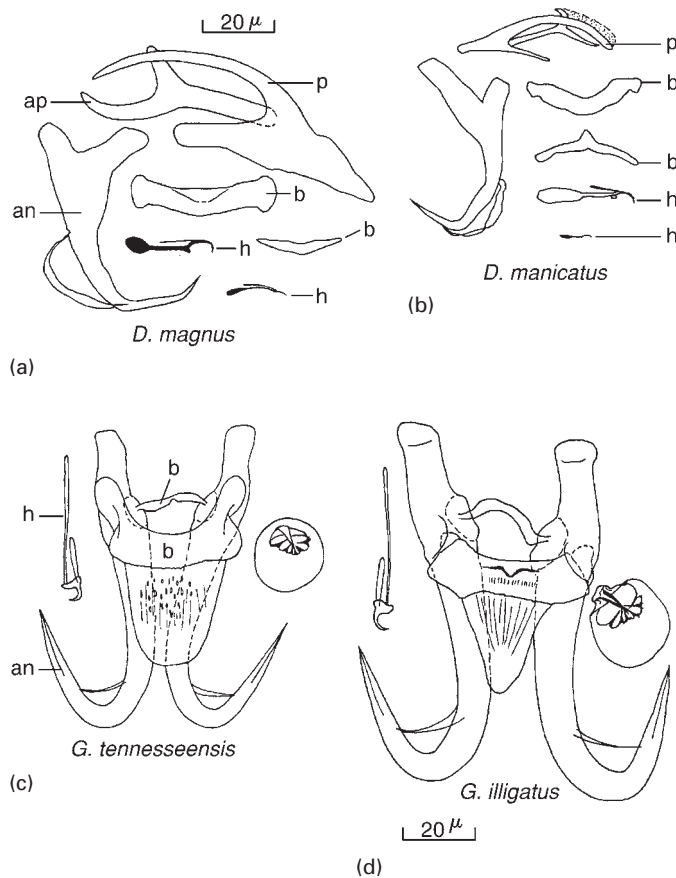 20 μ
ap
p
an
b
h
b
h
D. magnus
(a)
p
b
b
h
h
D. manicatus
(b)
h
b
b
an
G. tennesseensis
(c)
G. illigatus
20 μ
(d)